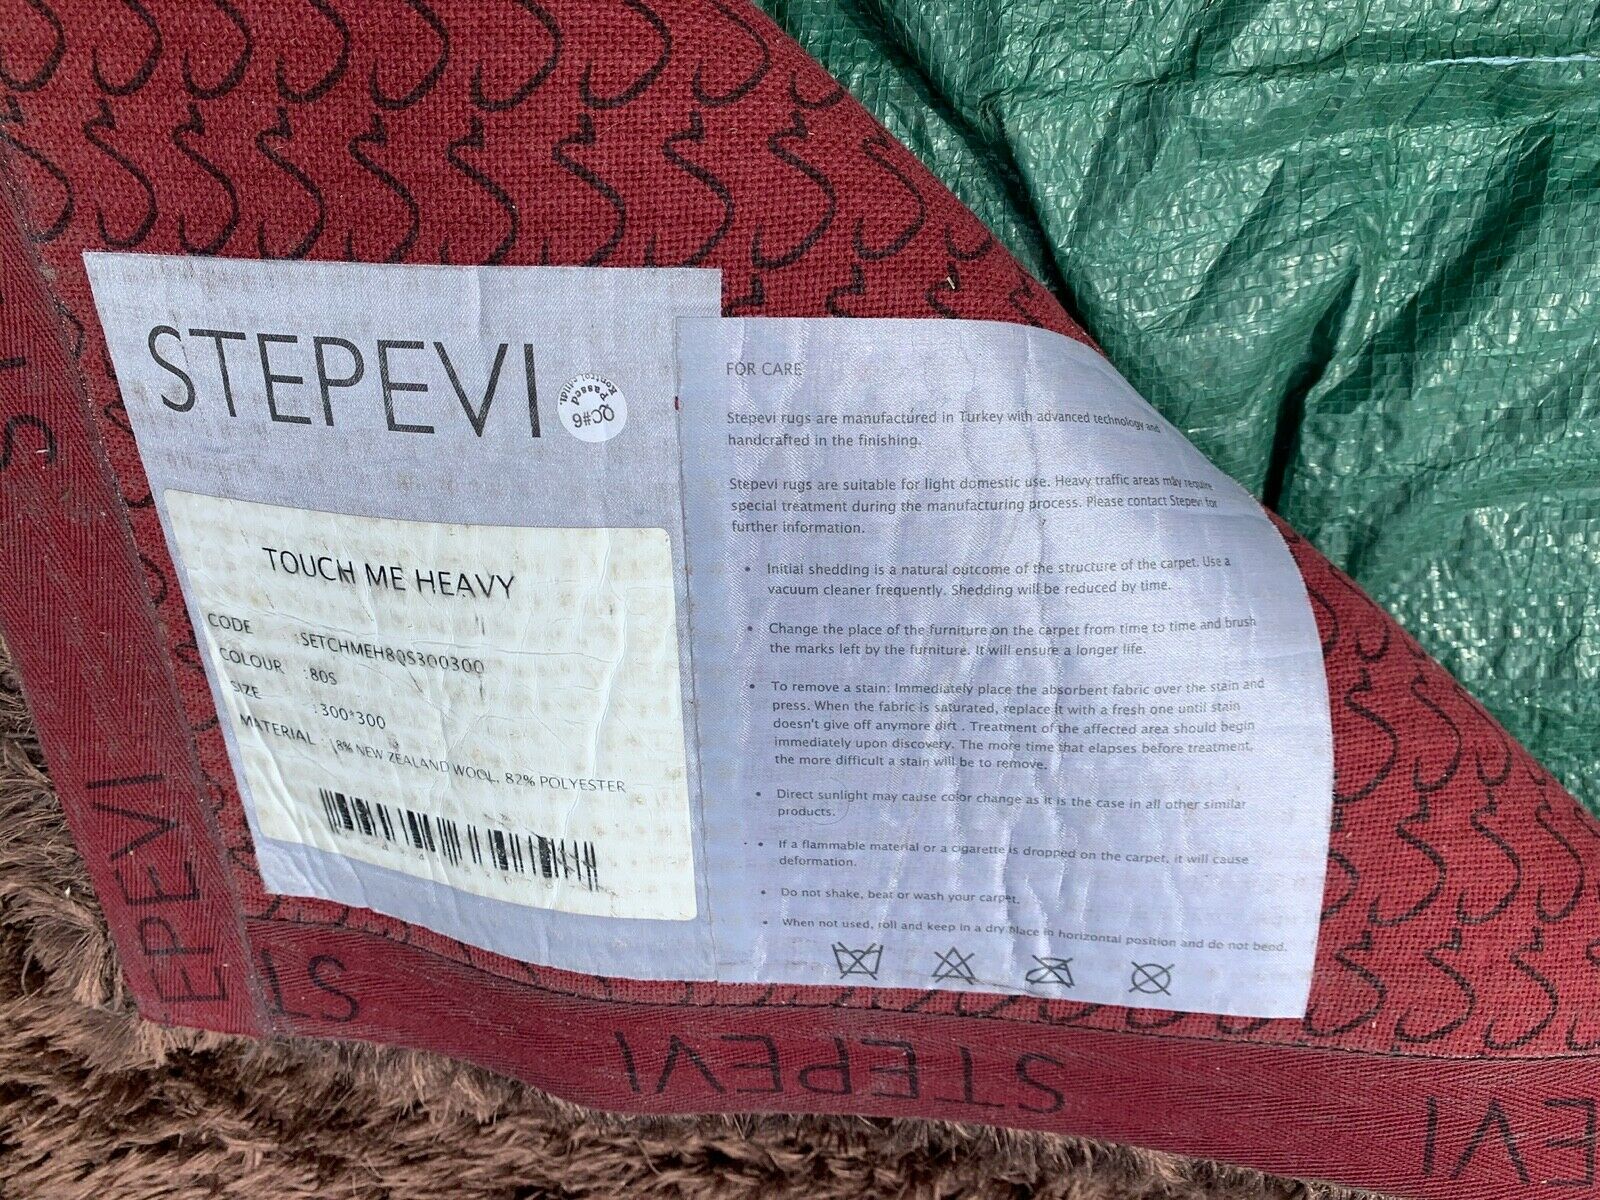 STEPEVI
QC#6
Passed
Kontrol
TOUCH ME HEAVY
CODE :SETCHMEH80S300300
COLOUR :80S
SIZE :300*300
MATERIAL :18% NEW ZEALAND WOOL, 82% POLYESTER
FOR CARE
Stepevi rugs are manufactured in Turkey with advanced technology and
handcrafted in the finishing.
Stepevi rugs are suitable for light domestic use. Heavy traffic areas may require
special treatment during the manufacturing process. Please contact Stepevi for
further information.
• Initial shedding is a natural outcome of the structure of the carpet. Use a
vacuum cleaner frequently. Shedding will be reduced by time.
• Change the place of the furniture on the carpet from time to time and brush
the marks left by the furniture. It will ensure a longer life.
• To remove a stain: Immediately place the absorbent fabric over the stain and
press. When the fabric is saturated, replace it with a fresh one until stain
doesn't give off anymore dirt . Treatment of the affected area should begin
immediately upon discovery. The more time that elapses before treatment,
the more difficult a stain will be to remove.
• Direct sunlight may cause color change as it is the case in all other similar
products.
• If a flammable material or a cigarette is dropped on the carpet, it will cause
deformation.
• Do not shake, beat or wash your carpet.
• When not used, roll and keep in a dry place in horizontal position and do not bend.
EPEVI
ST
STEPEVI
EVI